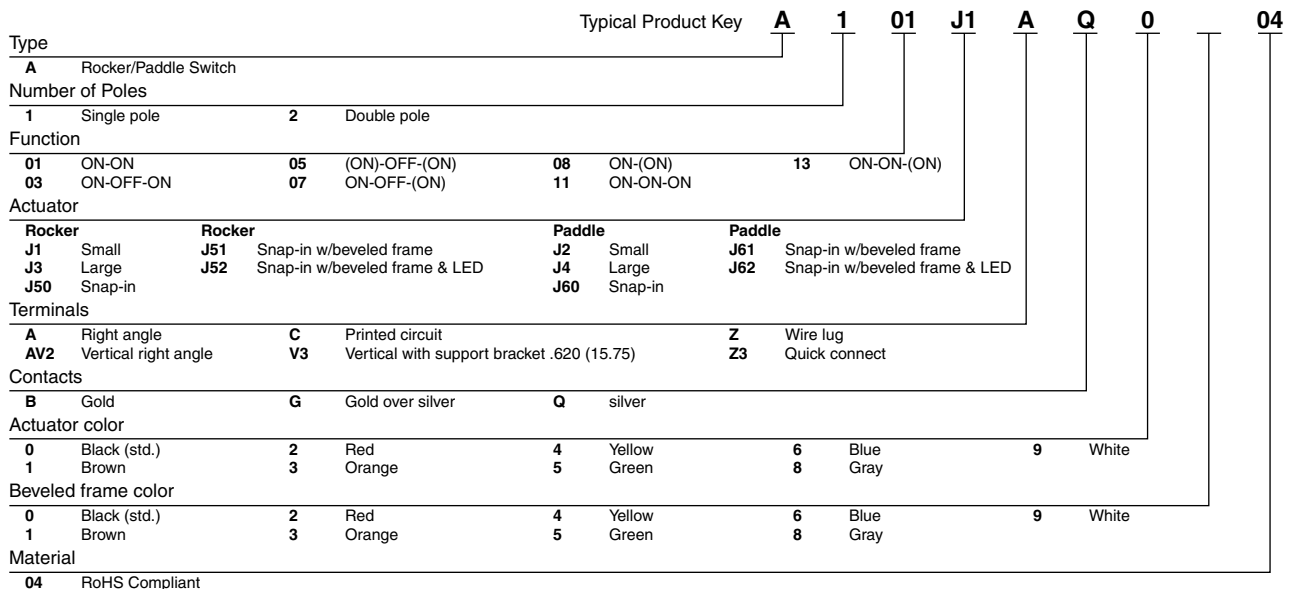 Typical Product Key A 1 01 J1 A Q 0 04
Type
A Rocker/Paddle Switch
Number of Poles
1 Single pole 2 Double pole
Function
01 ON-ON 05 (ON)-OFF-(ON) 08 ON-(ON) 13 ON-ON-(ON)
03 ON-OFF-ON 07 ON-OFF-(ON) 11 ON-ON-ON
Actuator
Rocker Rocker Paddle Paddle
J1 Small J51 Snap-in w/beveled frame J2 Small J61 Snap-in w/beveled frame
J3 Large J52 Snap-in w/beveled frame & LED J4 Large J62 Snap-in w/beveled frame & LED
J50 Snap-in J60 Snap-in
Terminals
A Right angle C Printed circuit Z Wire lug
AV2 Vertical right angle V3 Vertical with support bracket .620 (15.75) Z3 Quick connect
Contacts
B Gold G Gold over silver Q silver
Actuator color
0 Black (std.) 2 Red 4 Yellow 6 Blue 9 White
1 Brown 3 Orange 5 Green 8 Gray
Beveled frame color
0 Black (std.) 2 Red 4 Yellow 6 Blue 9 White
1 Brown 3 Orange 5 Green 8 Gray
Material
04 RoHS Compliant